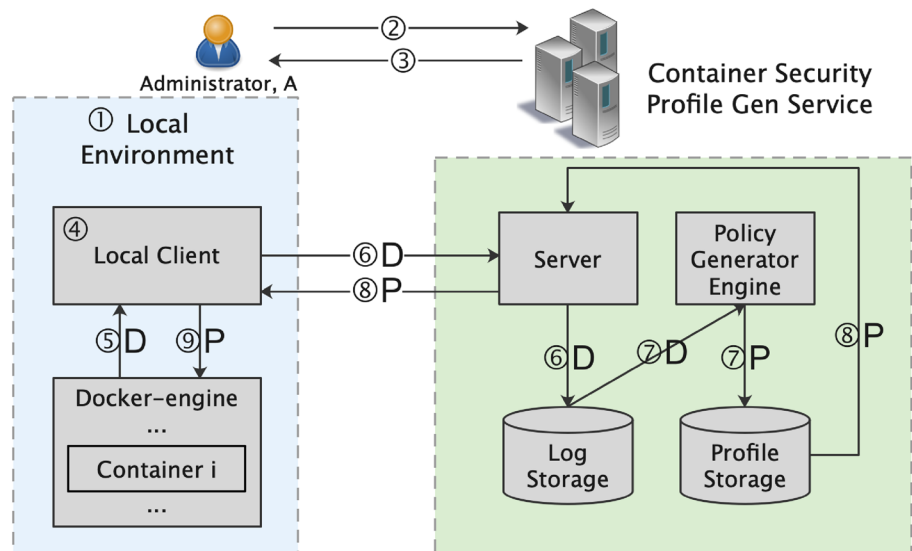 ②
③
Administrator, A
Container Security
Profile Gen Service
① Local
Environment
④
Local Client
⑥D
⑧P
Server
Policy
Generator
Engine
⑤D
⑨P
⑥D
⑦D
⑦P
⑧P
Docker-engine
...
Container i
...
Log
Storage
Profile
Storage